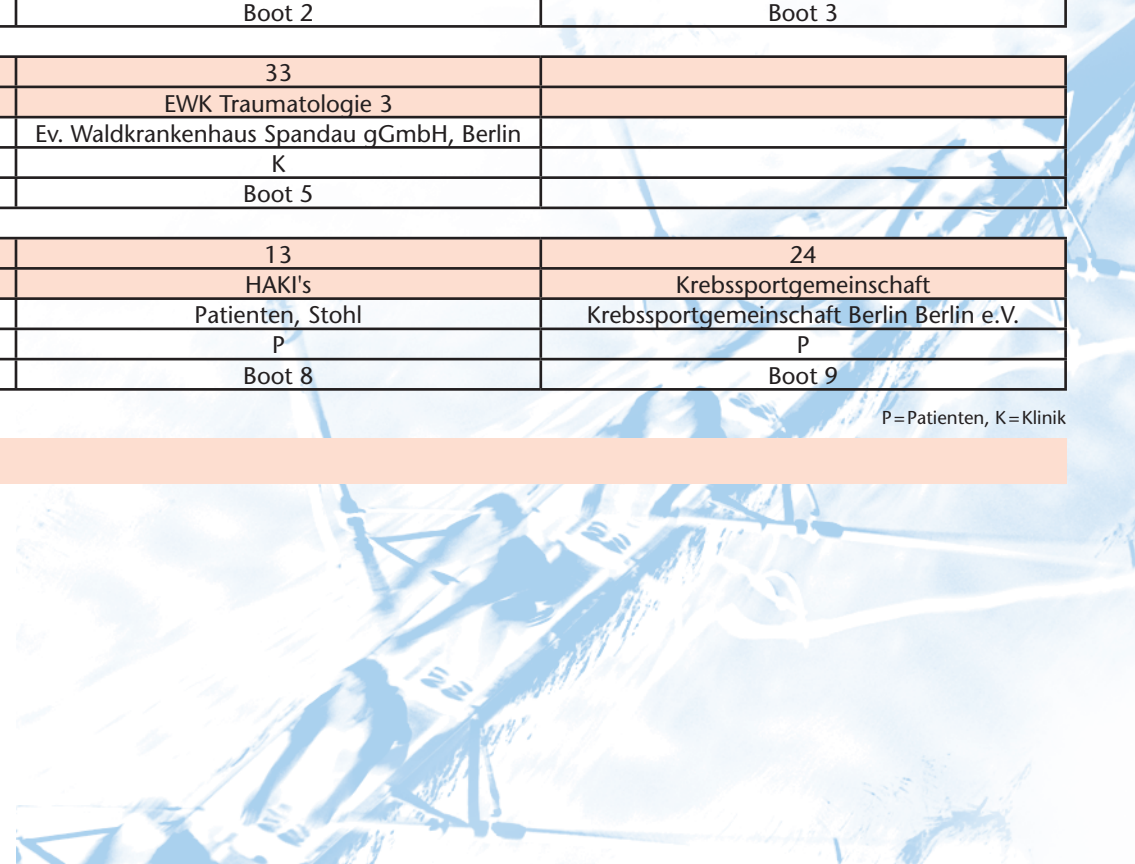 Boot 2 Boot 3
33
EWK Traumatologie 3
Ev. Waldkrankenhaus Spandau gGmbH, Berlin
K
Boot 5
13 24
HAKI's Krebssportgemeinschaft
Patienten, Stohl Krebssportgemeinschaft Berlin Berlin e.V.
P P
Boot 8 Boot 9
P=Patienten, K=Klinik